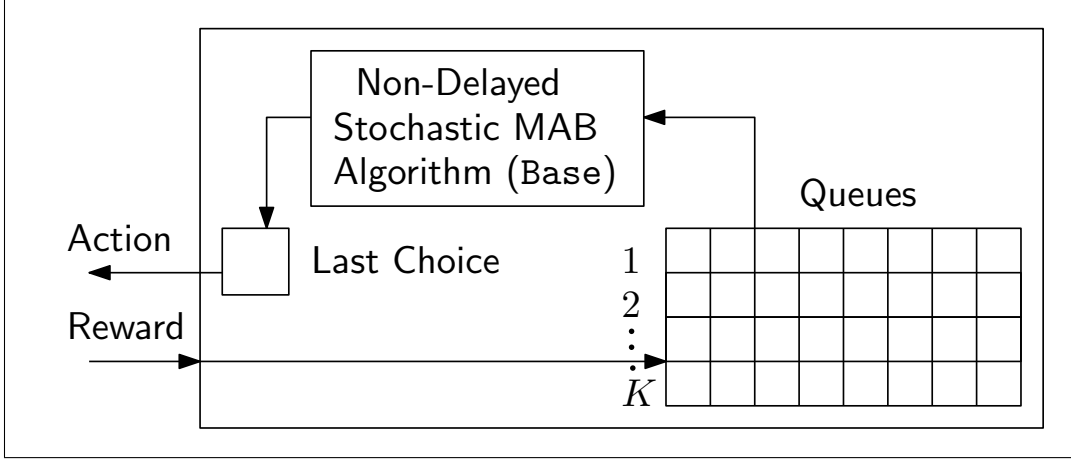 Non-Delayed
Stochastic MAB
Algorithm (Base)
Queues
Action
Last Choice
1
2
Reward
⋮
K